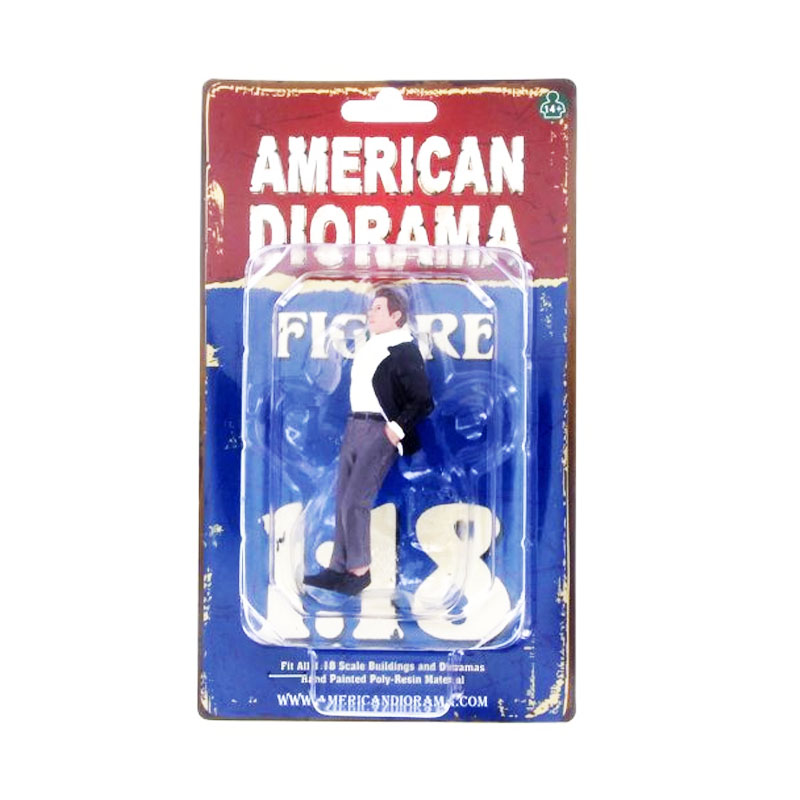 14+
AMERICAN
DIORAMA
FIGURE
1:18
Fit All 1:18 Scale Buildings and Dioramas
Hand Painted Poly-Resin Material
WWW.AMERICANDIORAMA.COM